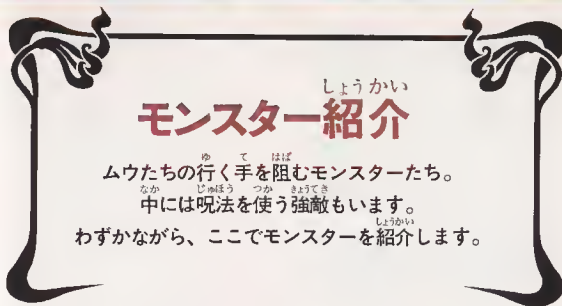 モンスター紹介
ムウたちの行く手を阻むモンスターたち。
中には呪法を使う強敵もいます。
わずかながら、ここでモンスターを紹介します。